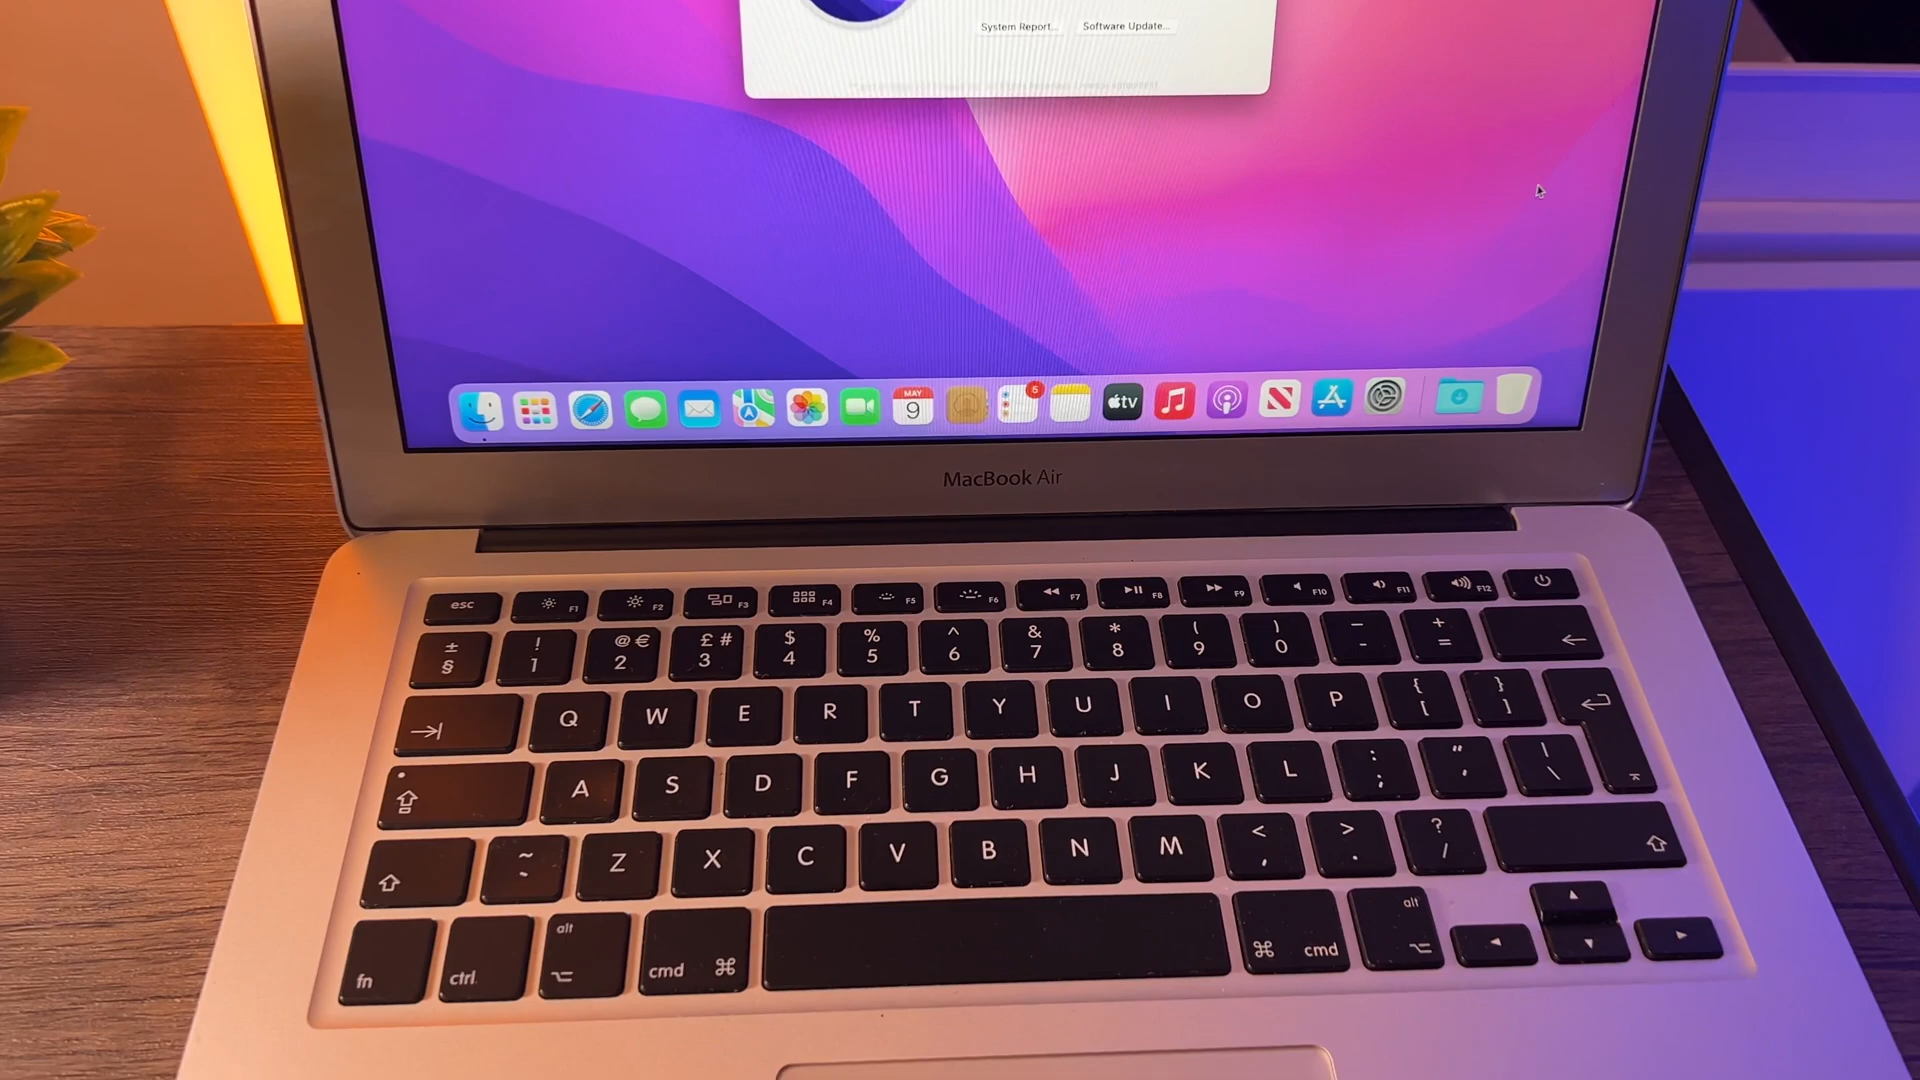 System Report... Software Update...
MAY
9
5
tv
MacBook Air
esc F1 F2 F3 F4 F5 F6 F7 F8 F9 F10 F11 F12
± ! @ € £ # $ % ^ & * ( ) _ +
§ 1 2 3 4 5 6 7 8 9 0 - =
Q W E R T Y U I O P { [ } ]
A S D F G H J K L : ; " ' | \
~ ` Z X C V B N M < , > . ? /
fn ctrl alt cmd ⌘ ⌘ cmd alt